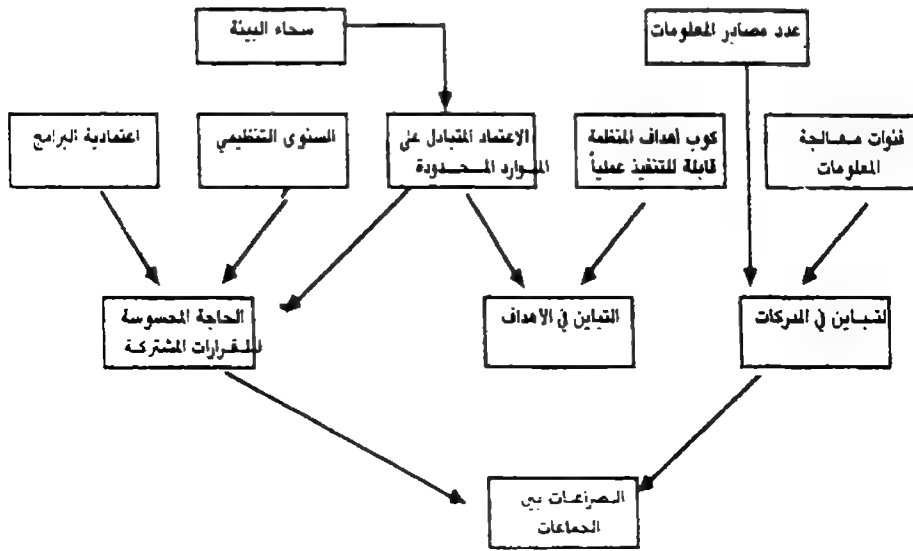 عدد مصادر المعلومات
سخاء البيئة
قنوات معالجة
المعلومات
كون أهداف المنظمة
قابلة للتنفيذ عملياً
الاعتماد المتبادل على
الموارد المحدودة
المستوى التنظيمي
اعتمادية البرامج
التباين في المدركات
التباين في الأهداف
الحاجة المحسوسة
للقرارات المشتركة
الصراعات بين
الجماعات